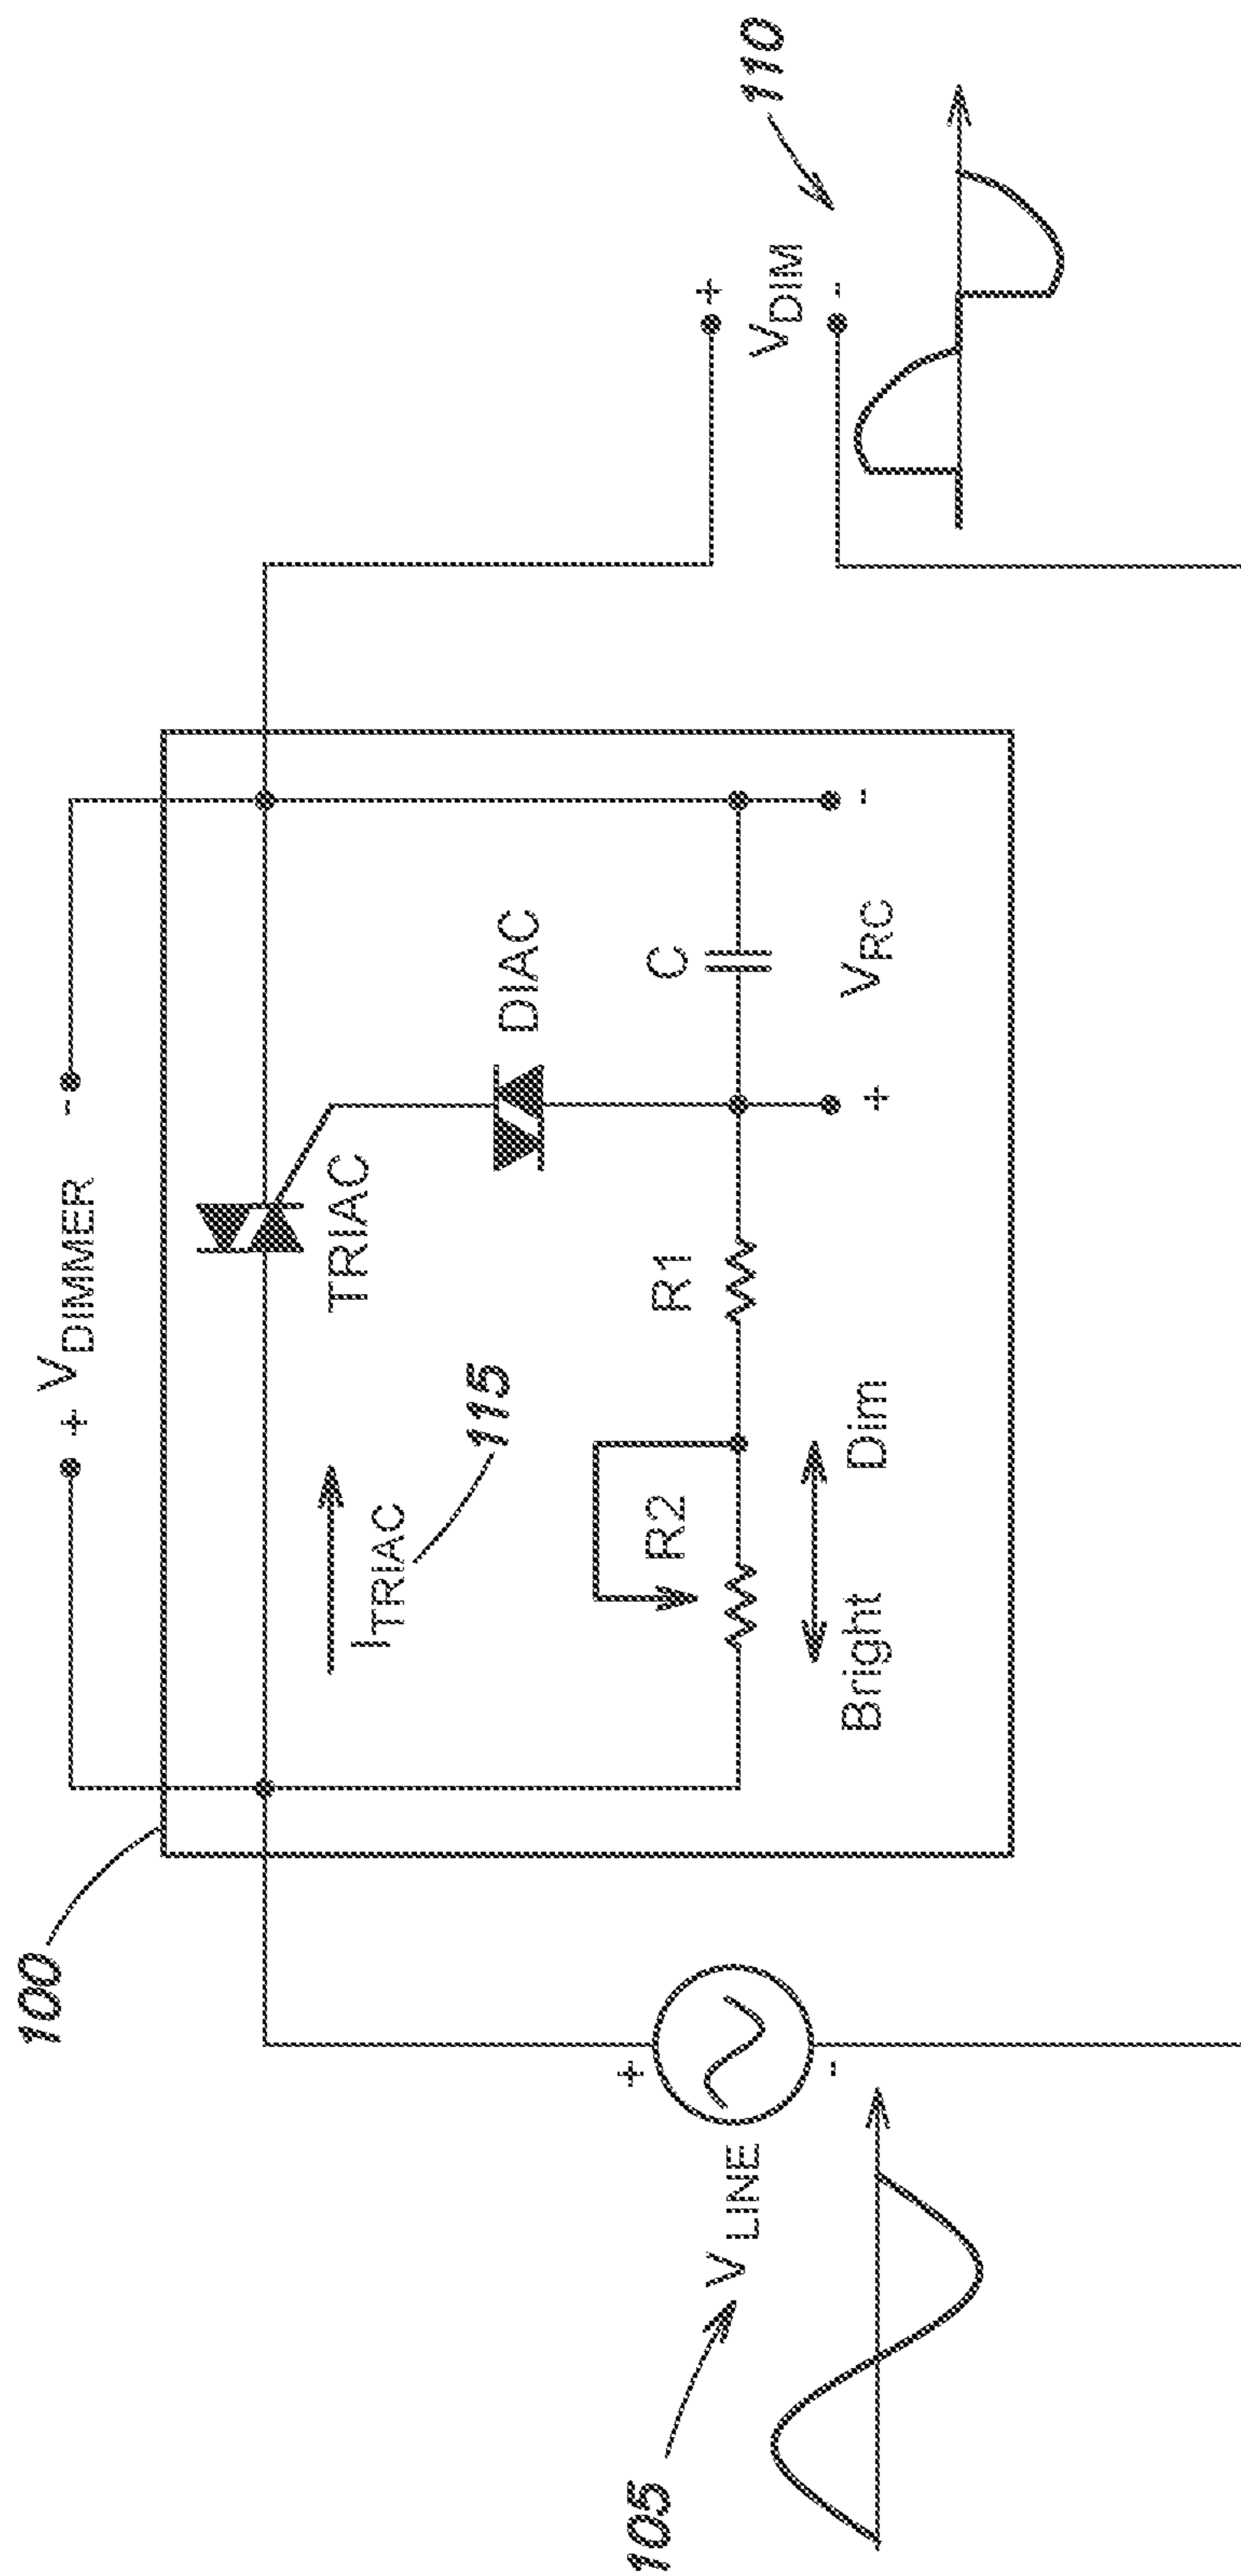 100
+ VDIMMER -
ITRIAC
115
TRIAC
DIAC
R2
R1
C
Bright
Dim
+ VRC -
105
VLINE
+
-
110
+
VDIM
-